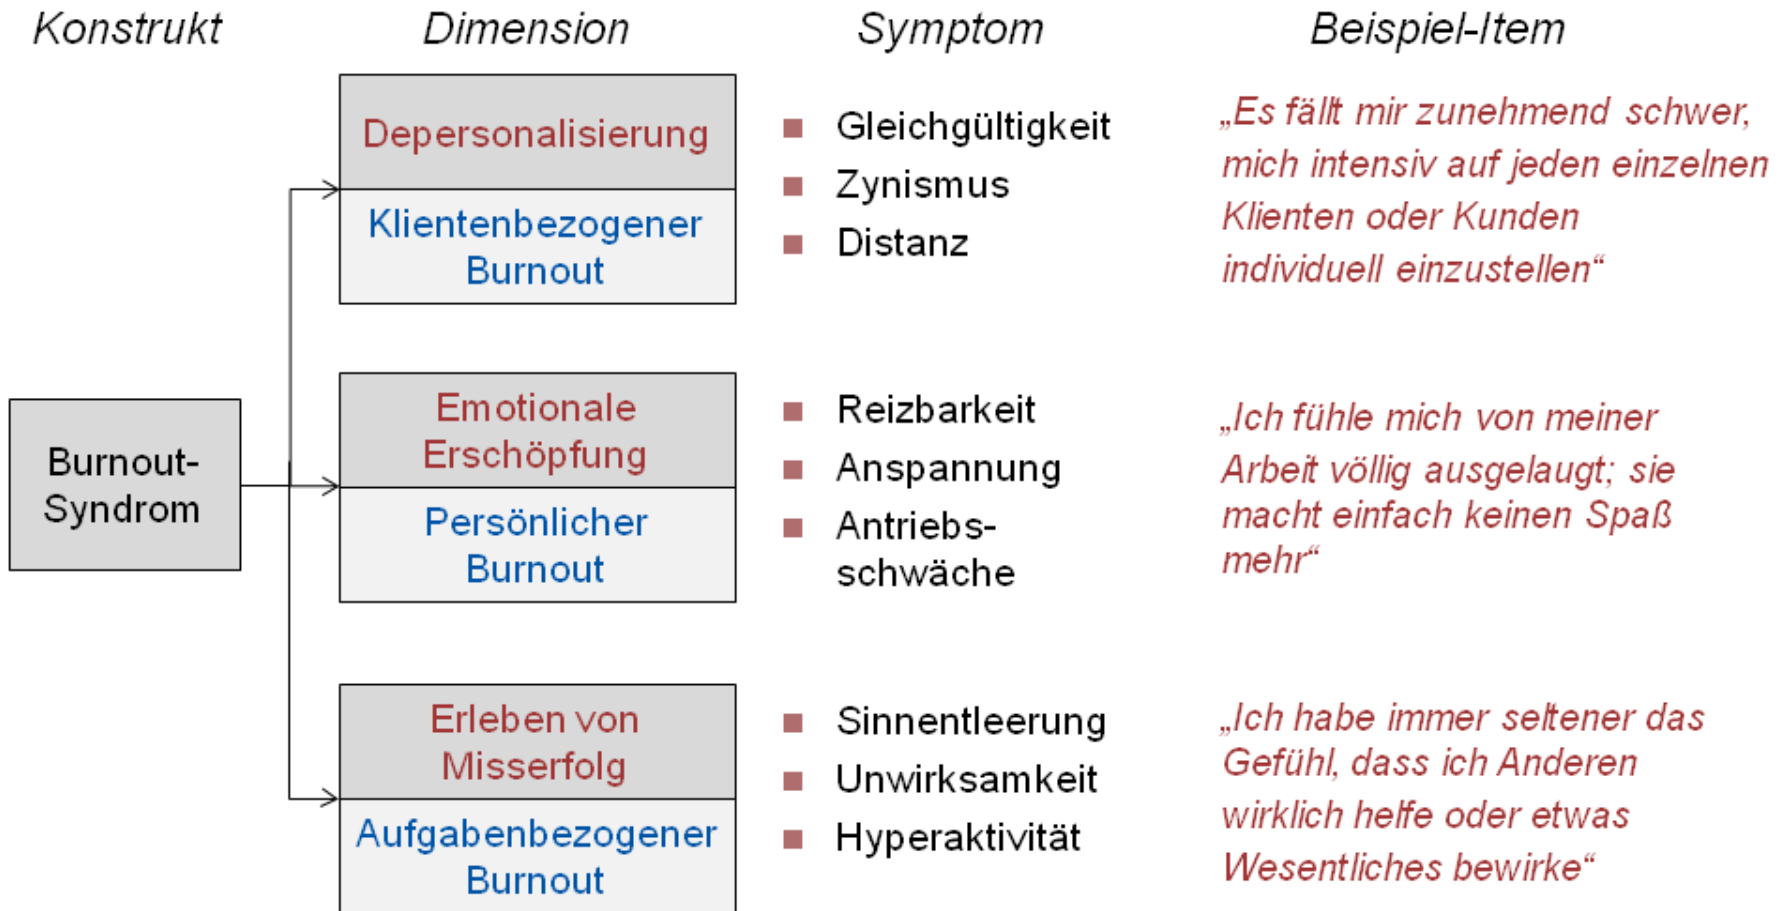 Konstrukt
Dimension
Symptom
Beispiel-Item
Depersonalisierung
Klientenbezogener
Burnout
Gleichgültigkeit
Zynismus
Distanz
„Es fällt mir zunehmend schwer,
mich intensiv auf jeden einzelnen
Klienten oder Kunden
individuell einzustellen“
Burnout-
Syndrom
Emotionale
Erschöpfung
Persönlicher
Burnout
Reizbarkeit
Anspannung
Antriebs-
schwäche
„Ich fühle mich von meiner
Arbeit völlig ausgelaugt; sie
macht einfach keinen Spaß
mehr“
Erleben von
Misserfolg
Aufgabenbezogener
Burnout
Sinnentleerung
Unwirksamkeit
Hyperaktivität
„Ich habe immer seltener das
Gefühl, dass ich Anderen
wirklich helfe oder etwas
Wesentliches bewirke“